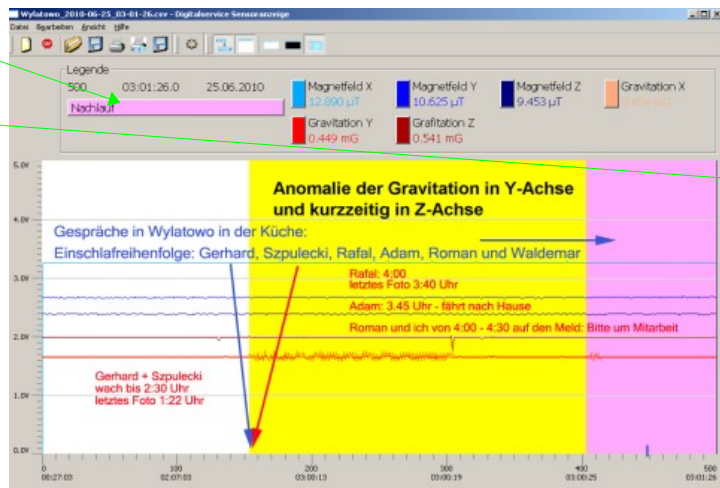 Wylatowo_2010-06-25_03-01-26.csv - Digitalservice Sensoranzeige
Datei Bearbeiten Ansicht Hilfe
Legende
500 03:01:26.0 25.06.2010
Nachlauf
Magnetfeld X
12.890 µT
Magnetfeld Y
10.625 µT
Magnetfeld Z
9.453 µT
Gravitation X
Gravitation Y
0.449 mG
Grafitation Z
0.541 mG
5.0V
4.0V
3.0V
2.0V
1.0V
0.0V
Anomalie der Gravitation in Y-Achse
und kurzzeitig in Z-Achse
Gespräche in Wylatowo in der Küche:
Einschlafreihenfolge: Gerhard, Szpulecki, Rafal, Adam, Roman und Waldemar
Rafal: 4:00
letztes Foto 3:40 Uhr
Adam: 3.45 Uhr - fährt nach Hause
Roman und ich von 4:00 - 4:30 auf den Meld: Bitte um Mitarbeit
Gerhard + Szpulecki
wach bis 2:30 Uhr
letztes Foto 1:22 Uhr
0 100 200 300 400 500
00:27:03 02:07:03 03:00:13 03:00:19 03:00:25 03:01:26